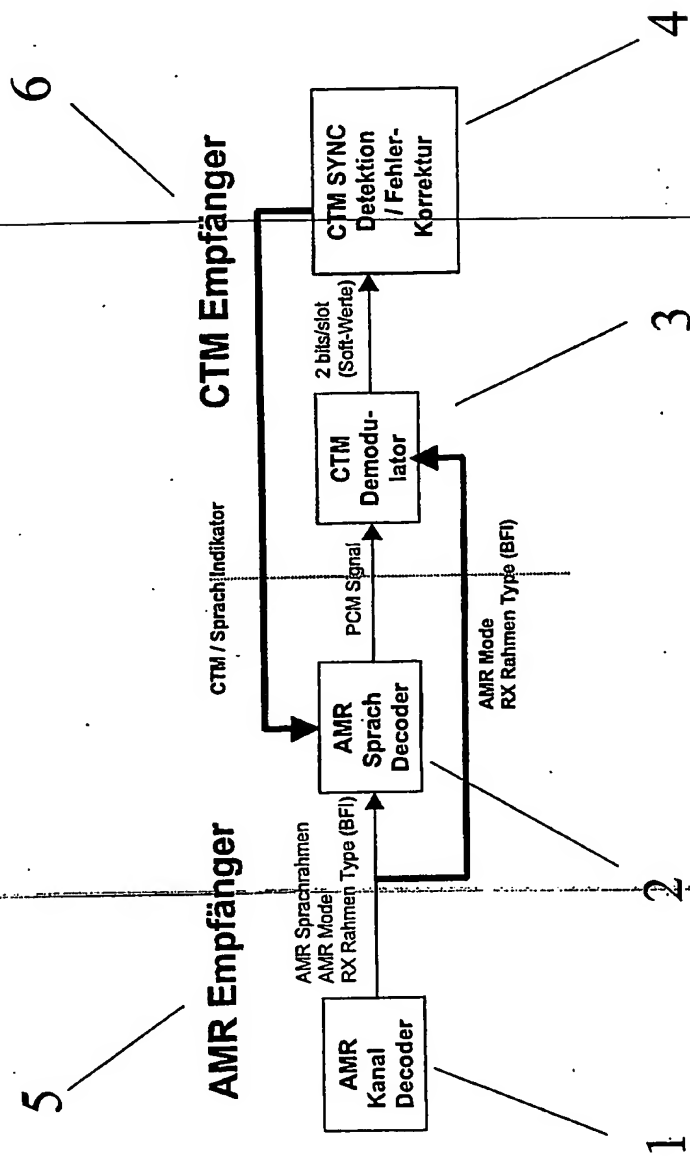 5
6
AMR Empfänger
CTM Empfänger
CTM / Sprach Indikator
AMR Sprachrahmen
AMR Mode
RX Rahmen Type (BFI)
PCM Signal
2 bits/slot
(Soft-Werte)
AMR
Kanal
Decoder
AMR
Sprach
Decoder
CTM
Demodu-
lator
CTM SYNC
Detektion
/ Fehler-
Korrektur
AMR Mode
RX Rahmen Type (BFI)
1
2
3
4